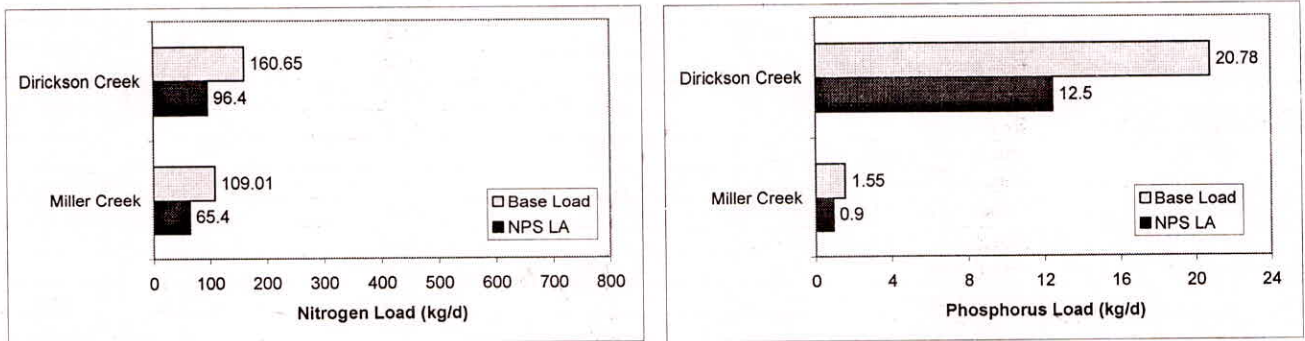 Dirickson Creek
160.65
96.4
Miller Creek
109.01
65.4
Base Load
NPS LA
0 100 200 300 400 500 600 700 800
Nitrogen Load (kg/d)
Dirickson Creek
20.78
12.5
Miller Creek
1.55
0.9
Base Load
NPS LA
0 4 8 12 16 20 24
Phosphorus Load (kg/d)